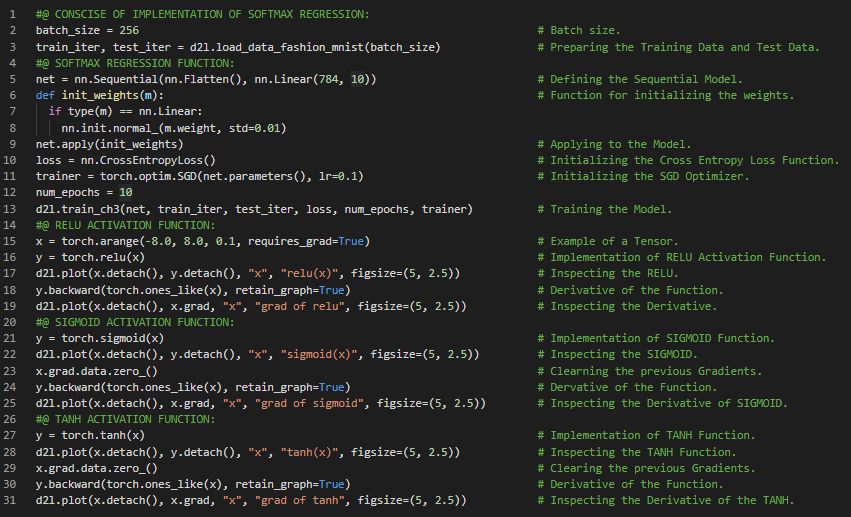 1 #@ CONSCISE OF IMPLEMENTATION OF SOFTMAX REGRESSION:
2 batch_size = 256 # Batch size.
3 train_iter, test_iter = d2l.load_data_fashion_mnist(batch_size) # Preparing the Training Data and Test Data.
4 #@ SOFTMAX REGRESSION FUNCTION:
5 net = nn.Sequential(nn.Flatten(), nn.Linear(784, 10)) # Defining the Sequential Model.
6 def init_weights(m): # Function for initializing the weights.
7 if type(m) == nn.Linear:
8 nn.init.normal_(m.weight, std=0.01)
9 net.apply(init_weights) # Applying to the Model.
10 loss = nn.CrossEntropyLoss() # Initializing the Cross Entropy Loss Function.
11 trainer = torch.optim.SGD(net.parameters(), lr=0.1) # Initializing the SGD Optimizer.
12 num_epochs = 10
13 d2l.train_ch3(net, train_iter, test_iter, loss, num_epochs, trainer) # Training the Model.
14 #@ RELU ACTIVATION FUNCTION:
15 x = torch.arange(-8.0, 8.0, 0.1, requires_grad=True) # Example of a Tensor.
16 y = torch.relu(x) # Implementation of RELU Activation Function.
17 d2l.plot(x.detach(), y.detach(), "x", "relu(x)", figsize=(5, 2.5)) # Inspecting the RELU.
18 y.backward(torch.ones_like(x), retain_graph=True) # Derivative of the Function.
19 d2l.plot(x.detach(), x.grad, "x", "grad of relu", figsize=(5, 2.5)) # Inspecting the Derivative.
20 #@ SIGMOID ACTIVATION FUNCTION:
21 y = torch.sigmoid(x) # Implementation of SIGMOID Function.
22 d2l.plot(x.detach(), y.detach(), "x", "sigmoid(x)", figsize=(5, 2.5)) # Inspecting the SIGMOID.
23 x.grad.data.zero_() # Clearning the previous Gradients.
24 y.backward(torch.ones_like(x), retain_graph=True) # Dervative of the Function.
25 d2l.plot(x.detach(), x.grad, "x", "grad of sigmoid", figsize=(5, 2.5)) # Inspecting the Derivative of SIGMOID.
26 #@ TANH ACTIVATION FUNCTION:
27 y = torch.tanh(x) # Implementation of TANH Function.
28 d2l.plot(x.detach(), y.detach(), "x", "tanh(x)", figsize=(5, 2.5)) # Inspecting the TANH Function.
29 x.grad.data.zero_() # Clearing the previous Gradients.
30 y.backward(torch.ones_like(x), retain_graph=True) # Derivative of the Function.
31 d2l.plot(x.detach(), x.grad, "x", "grad of tanh", figsize=(5, 2.5)) # Inspecting the Derivative of the TANH.